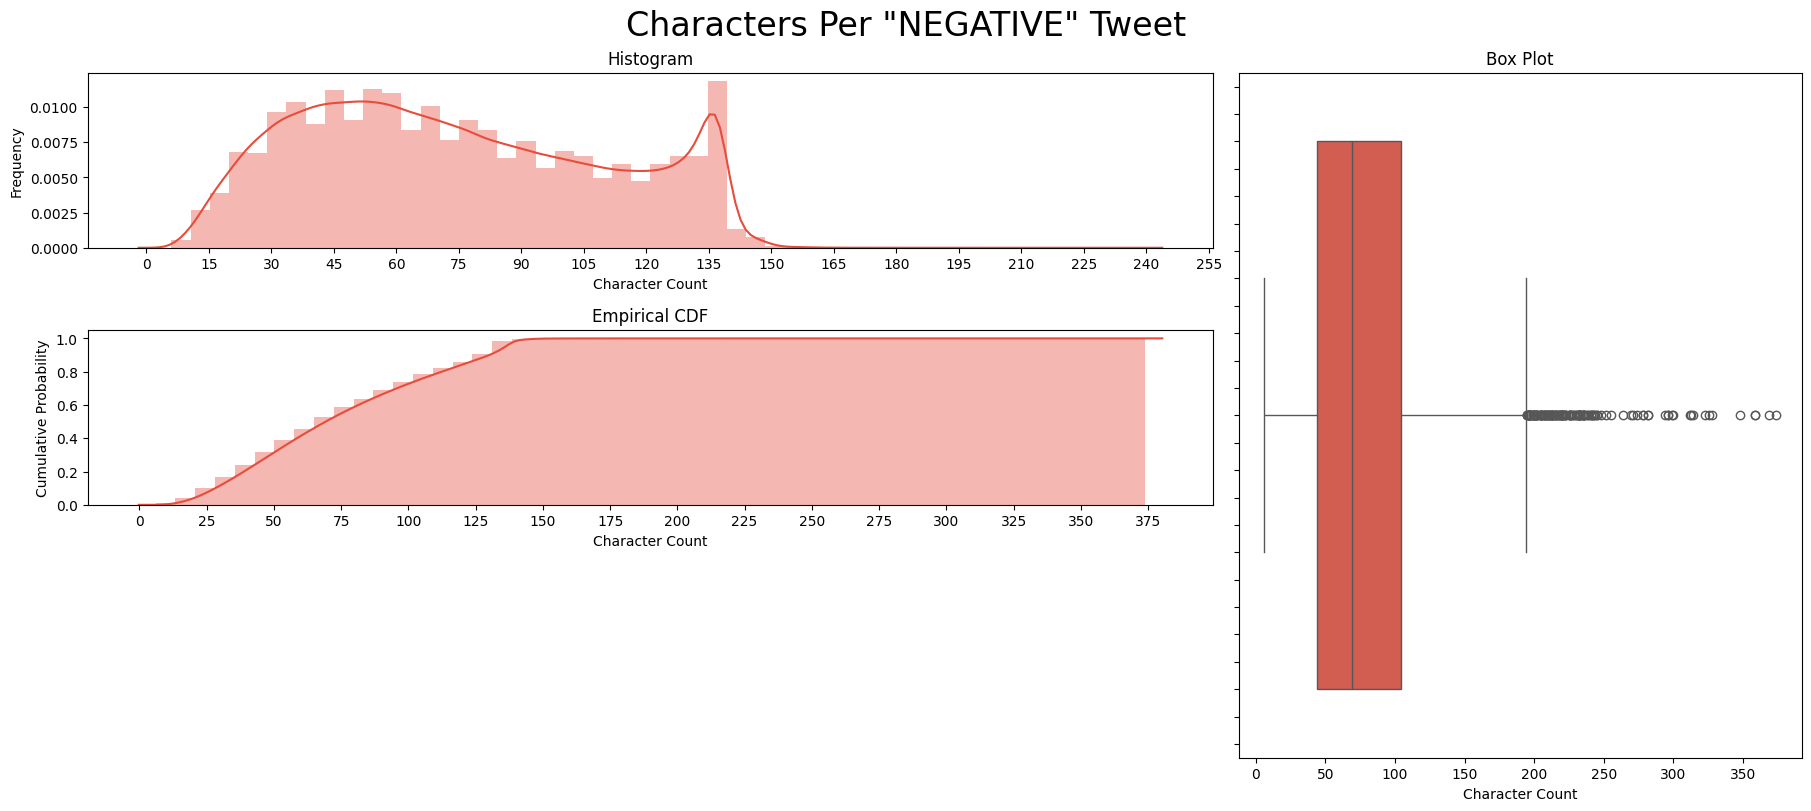 Characters Per "NEGATIVE" Tweet
Histogram
Frequency
0.0100
0.0075
0.0050
0.0025
0.0000
0 15 30 45 60 75 90 105 120 135 150 165 180 195 210 225 240 255
Character Count
Empirical CDF
Cumulative Probability
1.0
0.8
0.6
0.4
0.2
0.0
0 25 50 75 100 125 150 175 200 225 250 275 300 325 350 375
Character Count
Box Plot
0 50 100 150 200 250 300 350
Character Count